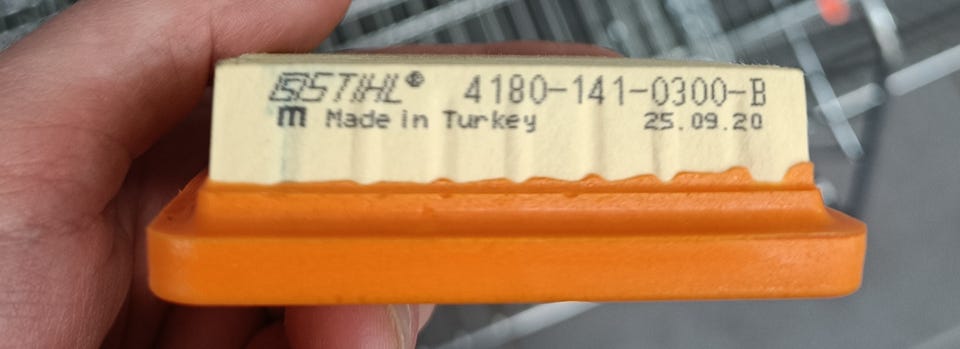 STIHL® 4180-141-0300-B
m Made in Turkey 25.09.20